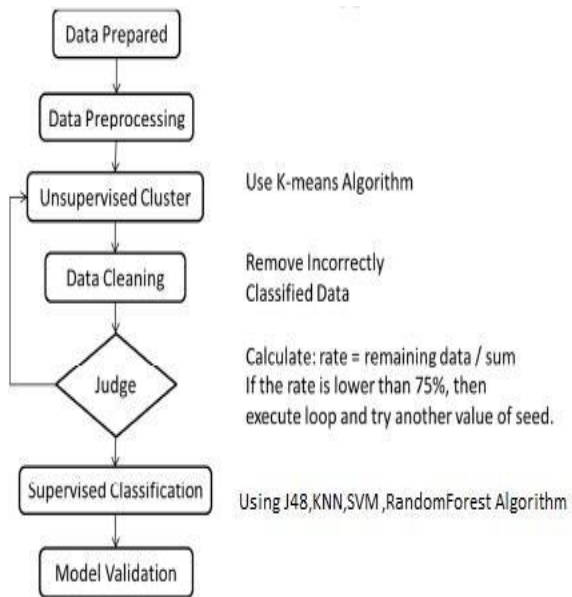 Data Prepared
Data Preprocessing
Unsupervised Cluster
Use K-means Algorithm
Data Cleaning
Remove Incorrectly
Classified Data
Judge
Calculate: rate = remaining data / sum
If the rate is lower than 75%, then
execute loop and try another value of seed.
Supervised Classification
Using J48,KNN,SVM ,RandomForest Algorithm
Model Validation